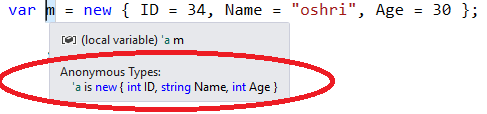 var m = new { ID = 34, Name = "oshri", Age = 30 };
(local variable) 'a m
Anonymous Types:
'a is new { int ID, string Name, int Age }